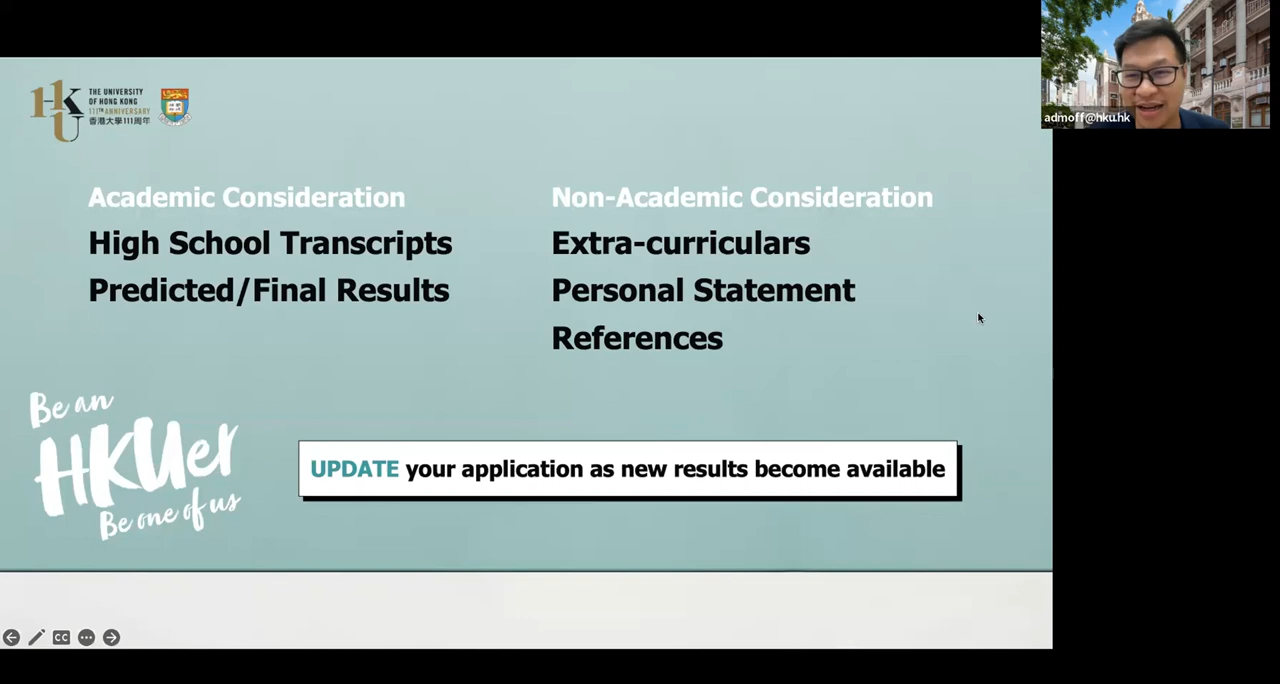 THE UNIVERSITY
OF HONG KONG
111TH ANNIVERSARY
香港大學111周年
admoff@hku.hk
Academic Consideration
High School Transcripts
Predicted/Final Results
Non-Academic Consideration
Extra-curriculars
Personal Statement
References
Be an
HKUer
Be one of us
UPDATE your application as new results become available
CC